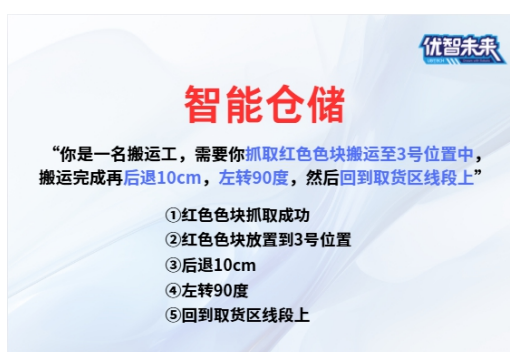 优智未来
智能仓储
“你是一名搬运工，需要你抓取红色色块搬运至3号位置中，
搬运完成再后退10cm，左转90度，然后回到取货区线段上”
①红色色块抓取成功
②红色色块放置到3号位置
③后退10cm
④左转90度
⑤回到取货区线段上